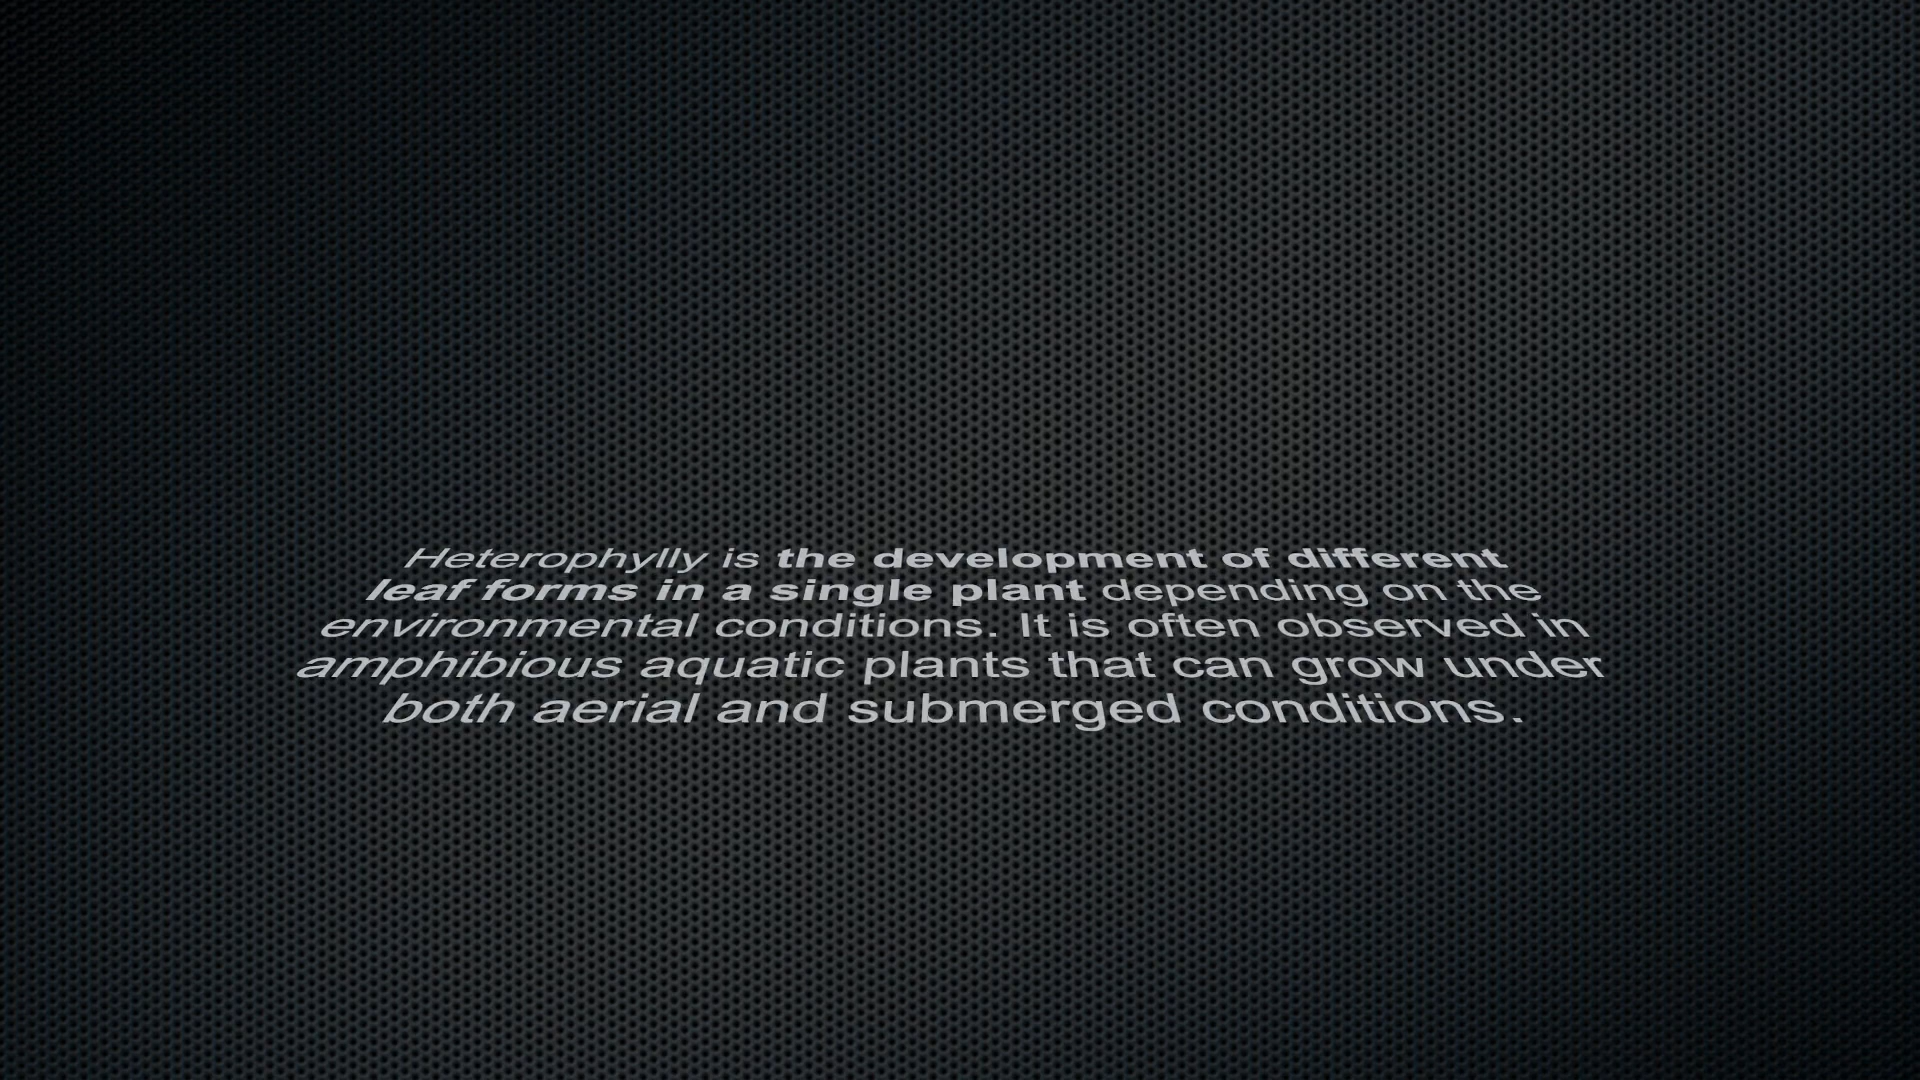 Heterophylly is the development of different
leaf forms in a single plant depending on the
environmental conditions. It is often observed in
amphibious aquatic plants that can grow under
both aerial and submerged conditions.